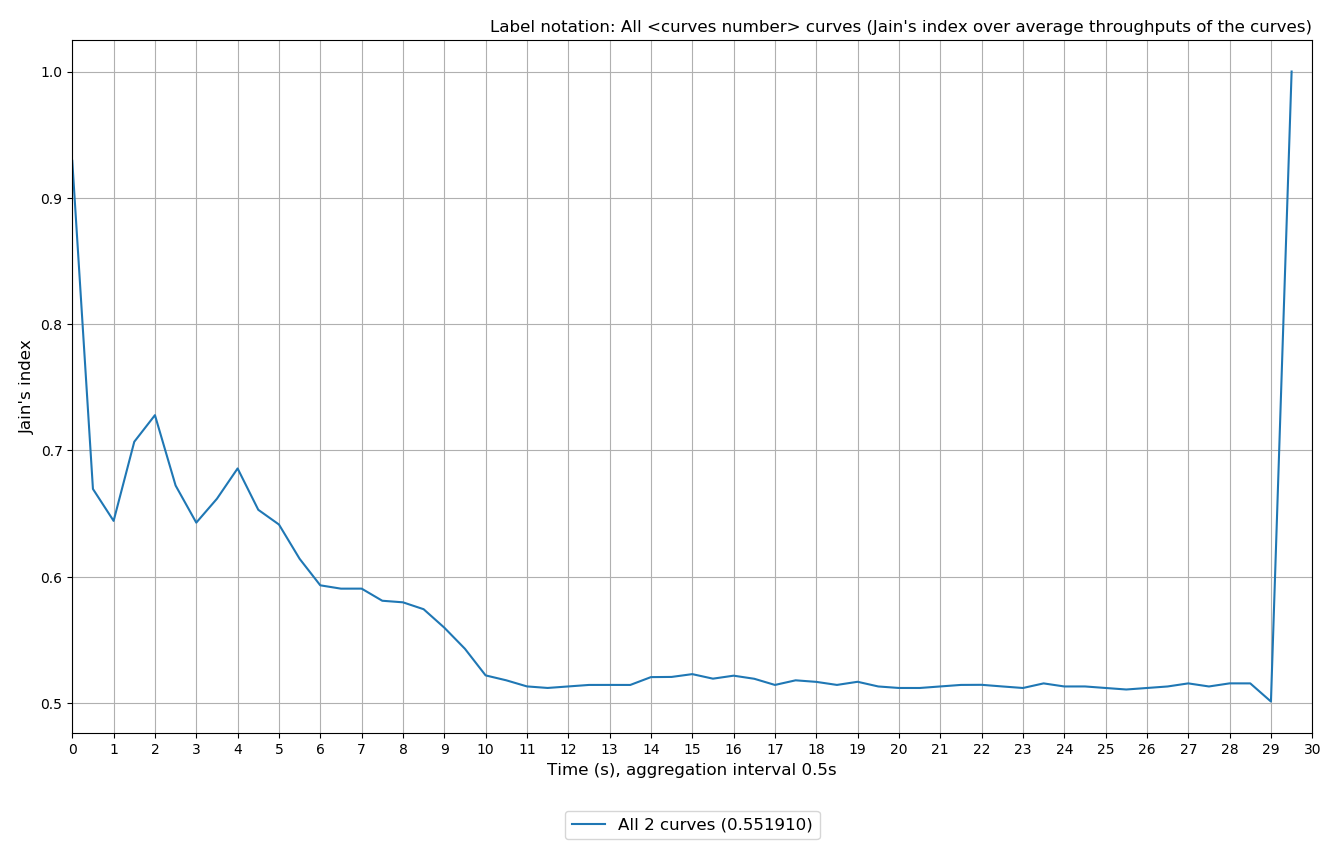 Label notation: All <curves number> curves (Jain's index over average throughputs of the curves)
1.0
0.9
0.8
0.7
0.6
0.5
Jain's index
0 1 2 3 4 5 6 7 8 9 10 11 12 13 14 15 16 17 18 19 20 21 22 23 24 25 26 27 28 29 30
Time (s), aggregation interval 0.5s
All 2 curves (0.551910)